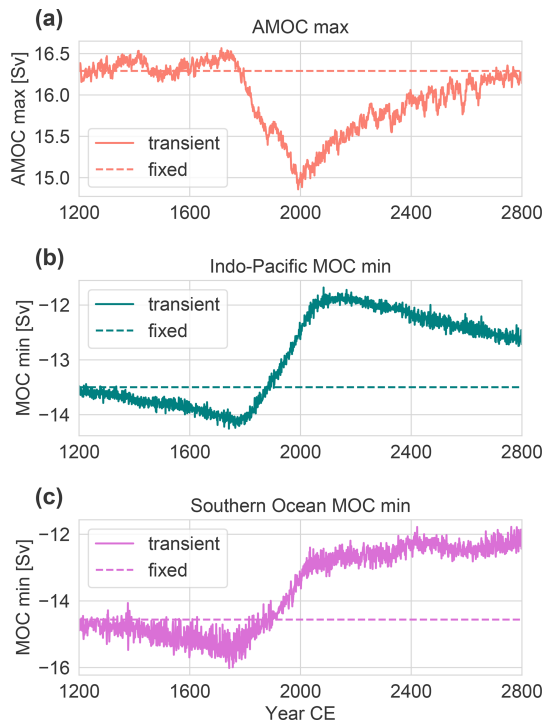 (a)
AMOC max
AMOC max [Sv]
16.5
16.0
15.5
15.0
transient
fixed
1200 1600 2000 2400 2800
(b)
Indo-Pacific MOC min
MOC min [Sv]
−12
−13
−14
transient
fixed
1200 1600 2000 2400 2800
(c)
Southern Ocean MOC min
MOC min [Sv]
−12
−14
−16
transient
fixed
1200 1600 2000 2400 2800
Year CE